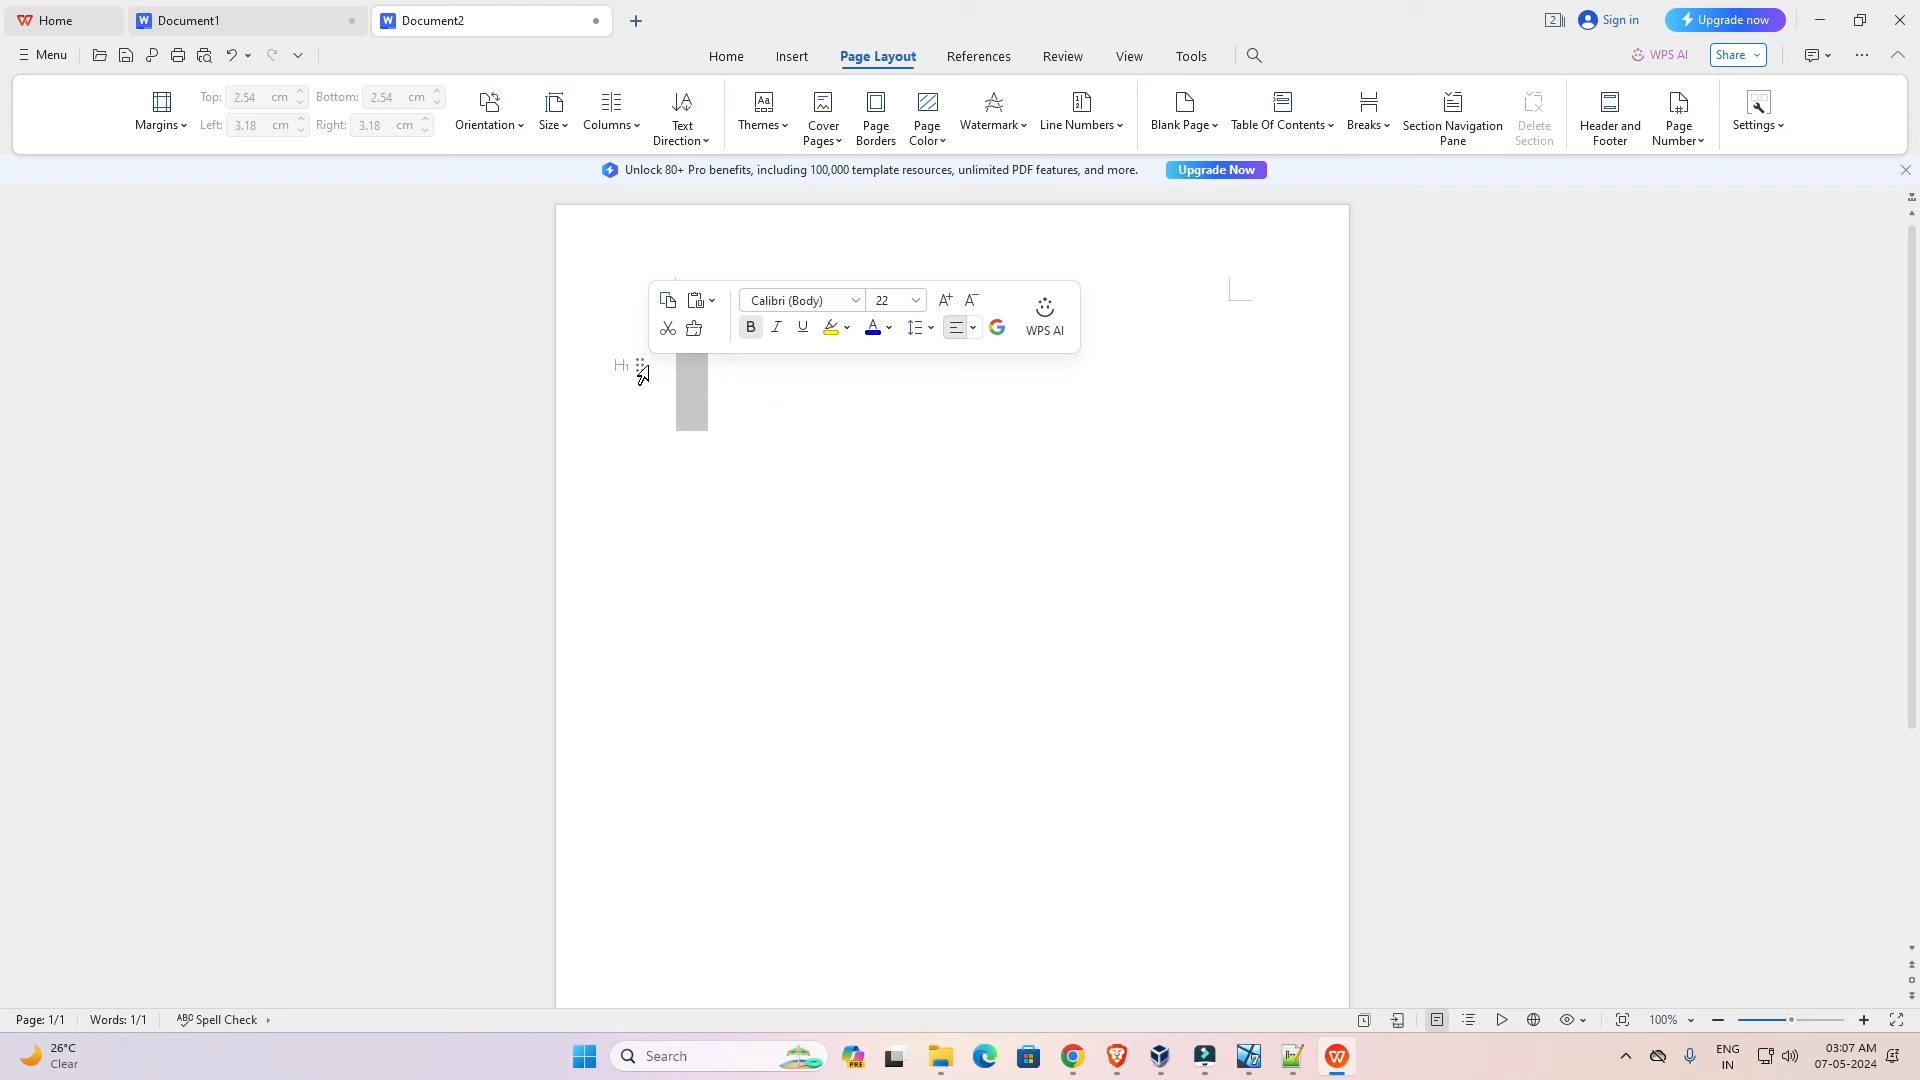 Home
Document1
Document2
2
Sign in
Upgrade now
Menu
Home
Insert
Page Layout
References
Review
View
Tools
WPS AI
Share
Margins
Top: 2.54 cm
Bottom: 2.54 cm
Left: 3.18 cm
Right: 3.18 cm
Orientation
Size
Columns
Text
Direction
Themes
Cover
Pages
Page
Borders
Page
Color
Watermark
Line Numbers
Blank Page
Table Of Contents
Breaks
Section Navigation
Pane
Delete
Section
Header and
Footer
Page
Number
Settings
Unlock 80+ Pro benefits, including 100,000 template resources, unlimited PDF features, and more.
Upgrade Now
Calibri (Body)
22
A+
A-
WPS AI
B
I
U
A
H1
Page: 1/1
Words: 1/1
ABC Spell Check
100%
26°C
Clear
Search
PRE
ENG
IN
03:07 AM
07-05-2024